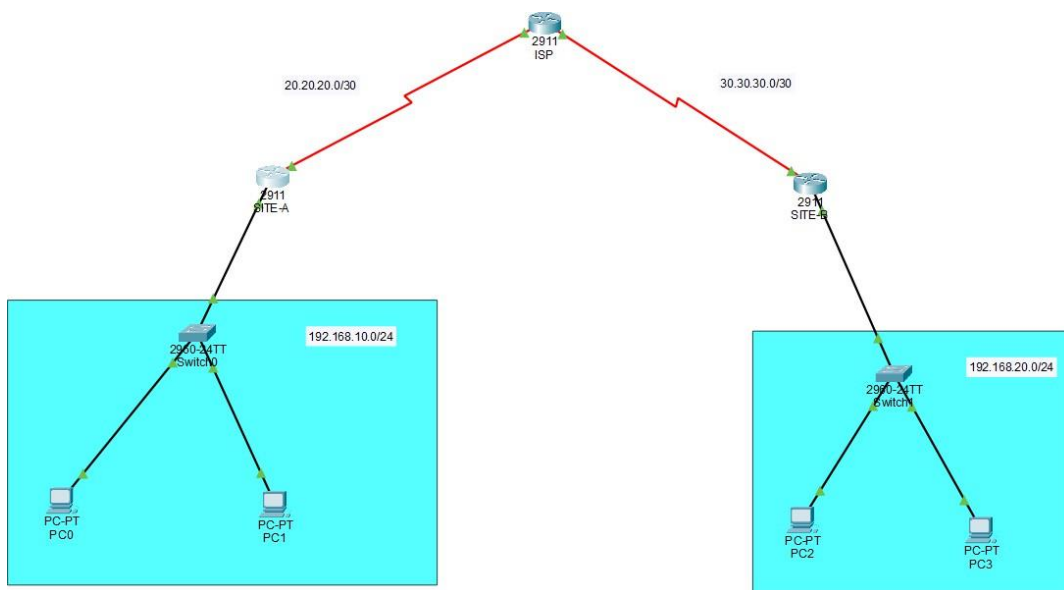 2911
ISP
20.20.20.0/30
30.30.30.0/30
2911
SITE-A
2911
SITE-B
192.168.10.0/24
2960-24TT
Switch0
192.168.20.0/24
2960-24TT
Switch1
PC-PT
PC0
PC-PT
PC1
PC-PT
PC2
PC-PT
PC3